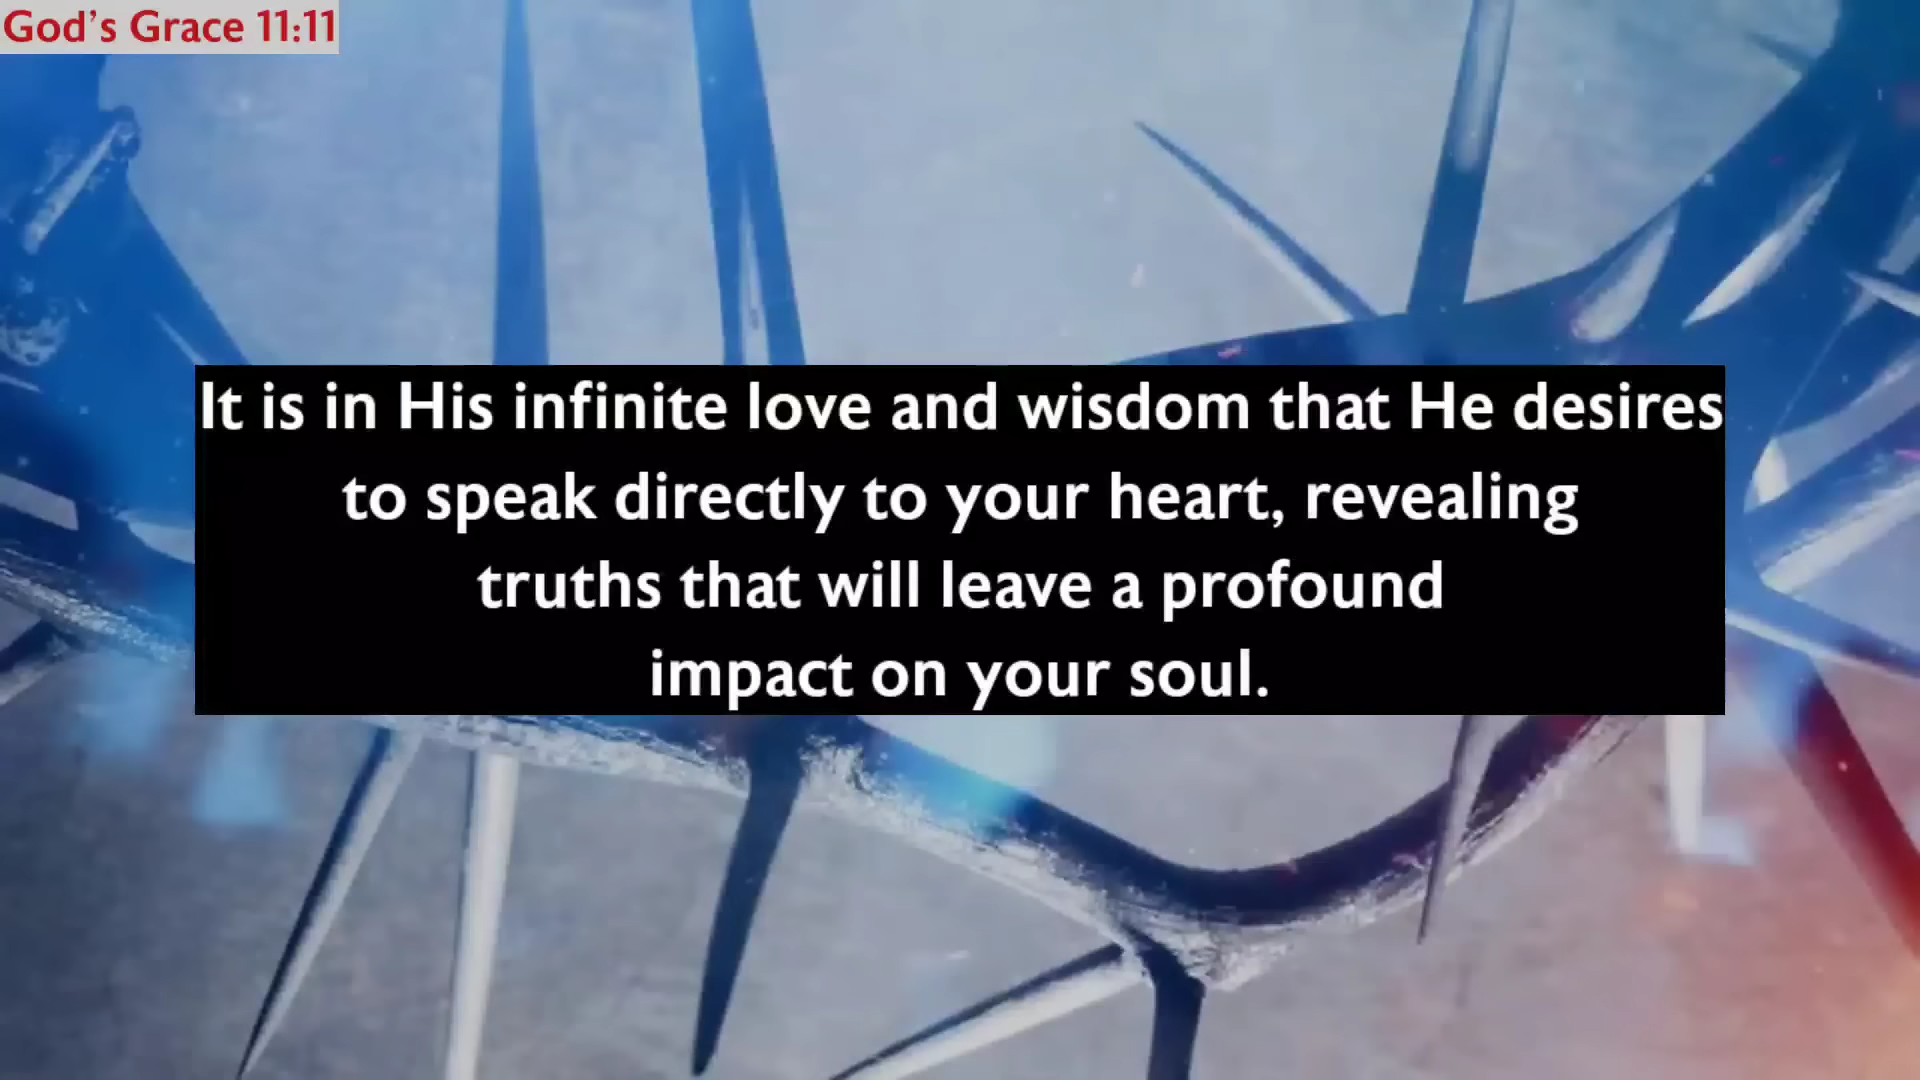 God's Grace 11:11
It is in His infinite love and wisdom that He desires
to speak directly to your heart, revealing
truths that will leave a profound
impact on your soul.